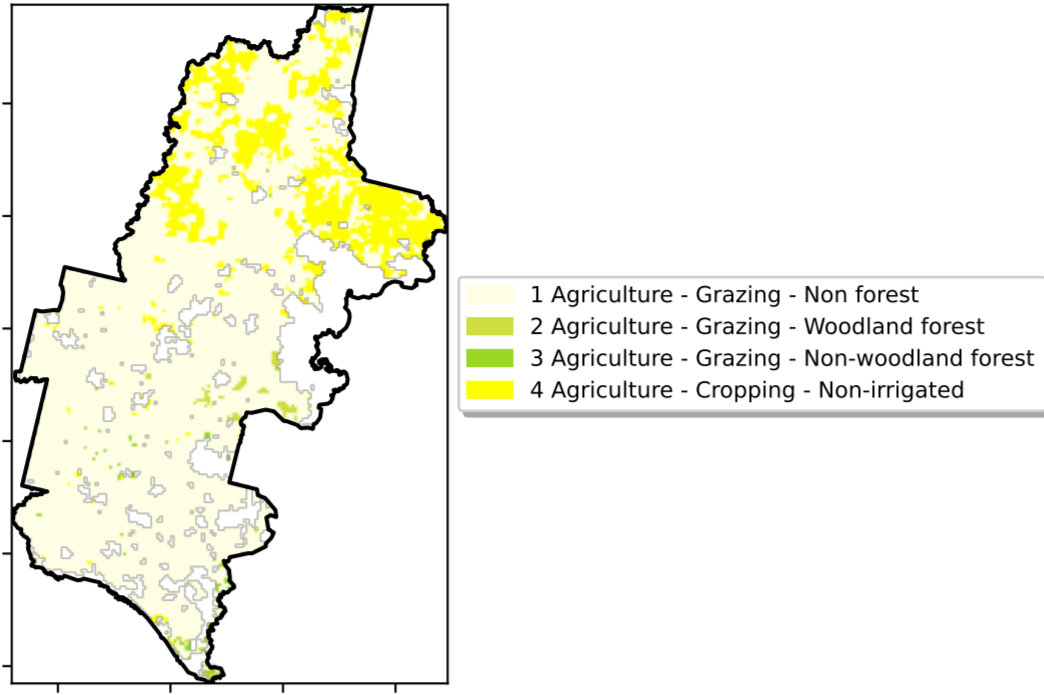 1 Agriculture - Grazing - Non forest
2 Agriculture - Grazing - Woodland forest
3 Agriculture - Grazing - Non-woodland forest
4 Agriculture - Cropping - Non-irrigated